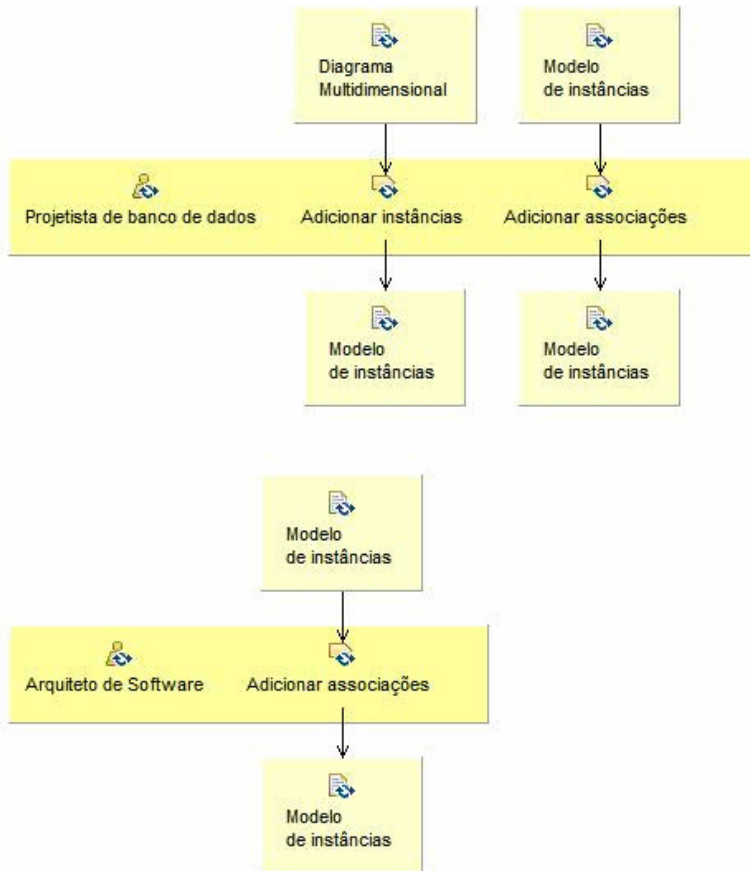 Diagrama
Multidimensional
Modelo
de instâncias
Projetista de banco de dados
Adicionar instâncias
Adicionar associações
Modelo
de instâncias
Modelo
de instâncias
Modelo
de instâncias
Arquiteto de Software
Adicionar associações
Modelo
de instâncias